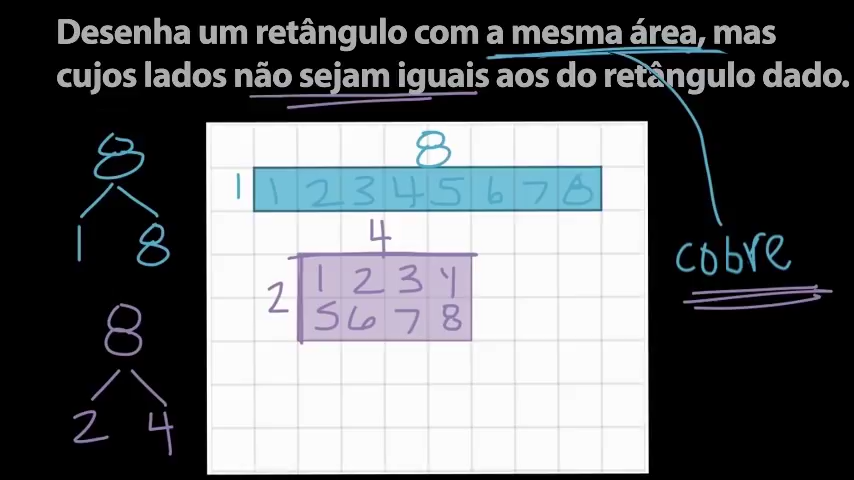 Desenha um retângulo com a mesma área, mas
cujos lados não sejam iguais aos do retângulo dado.
8
8
1 1 2 3 4 5 6 7 8
1 8
4
cobre
1 2 3 4
2
5 6 7 8
8
2 4